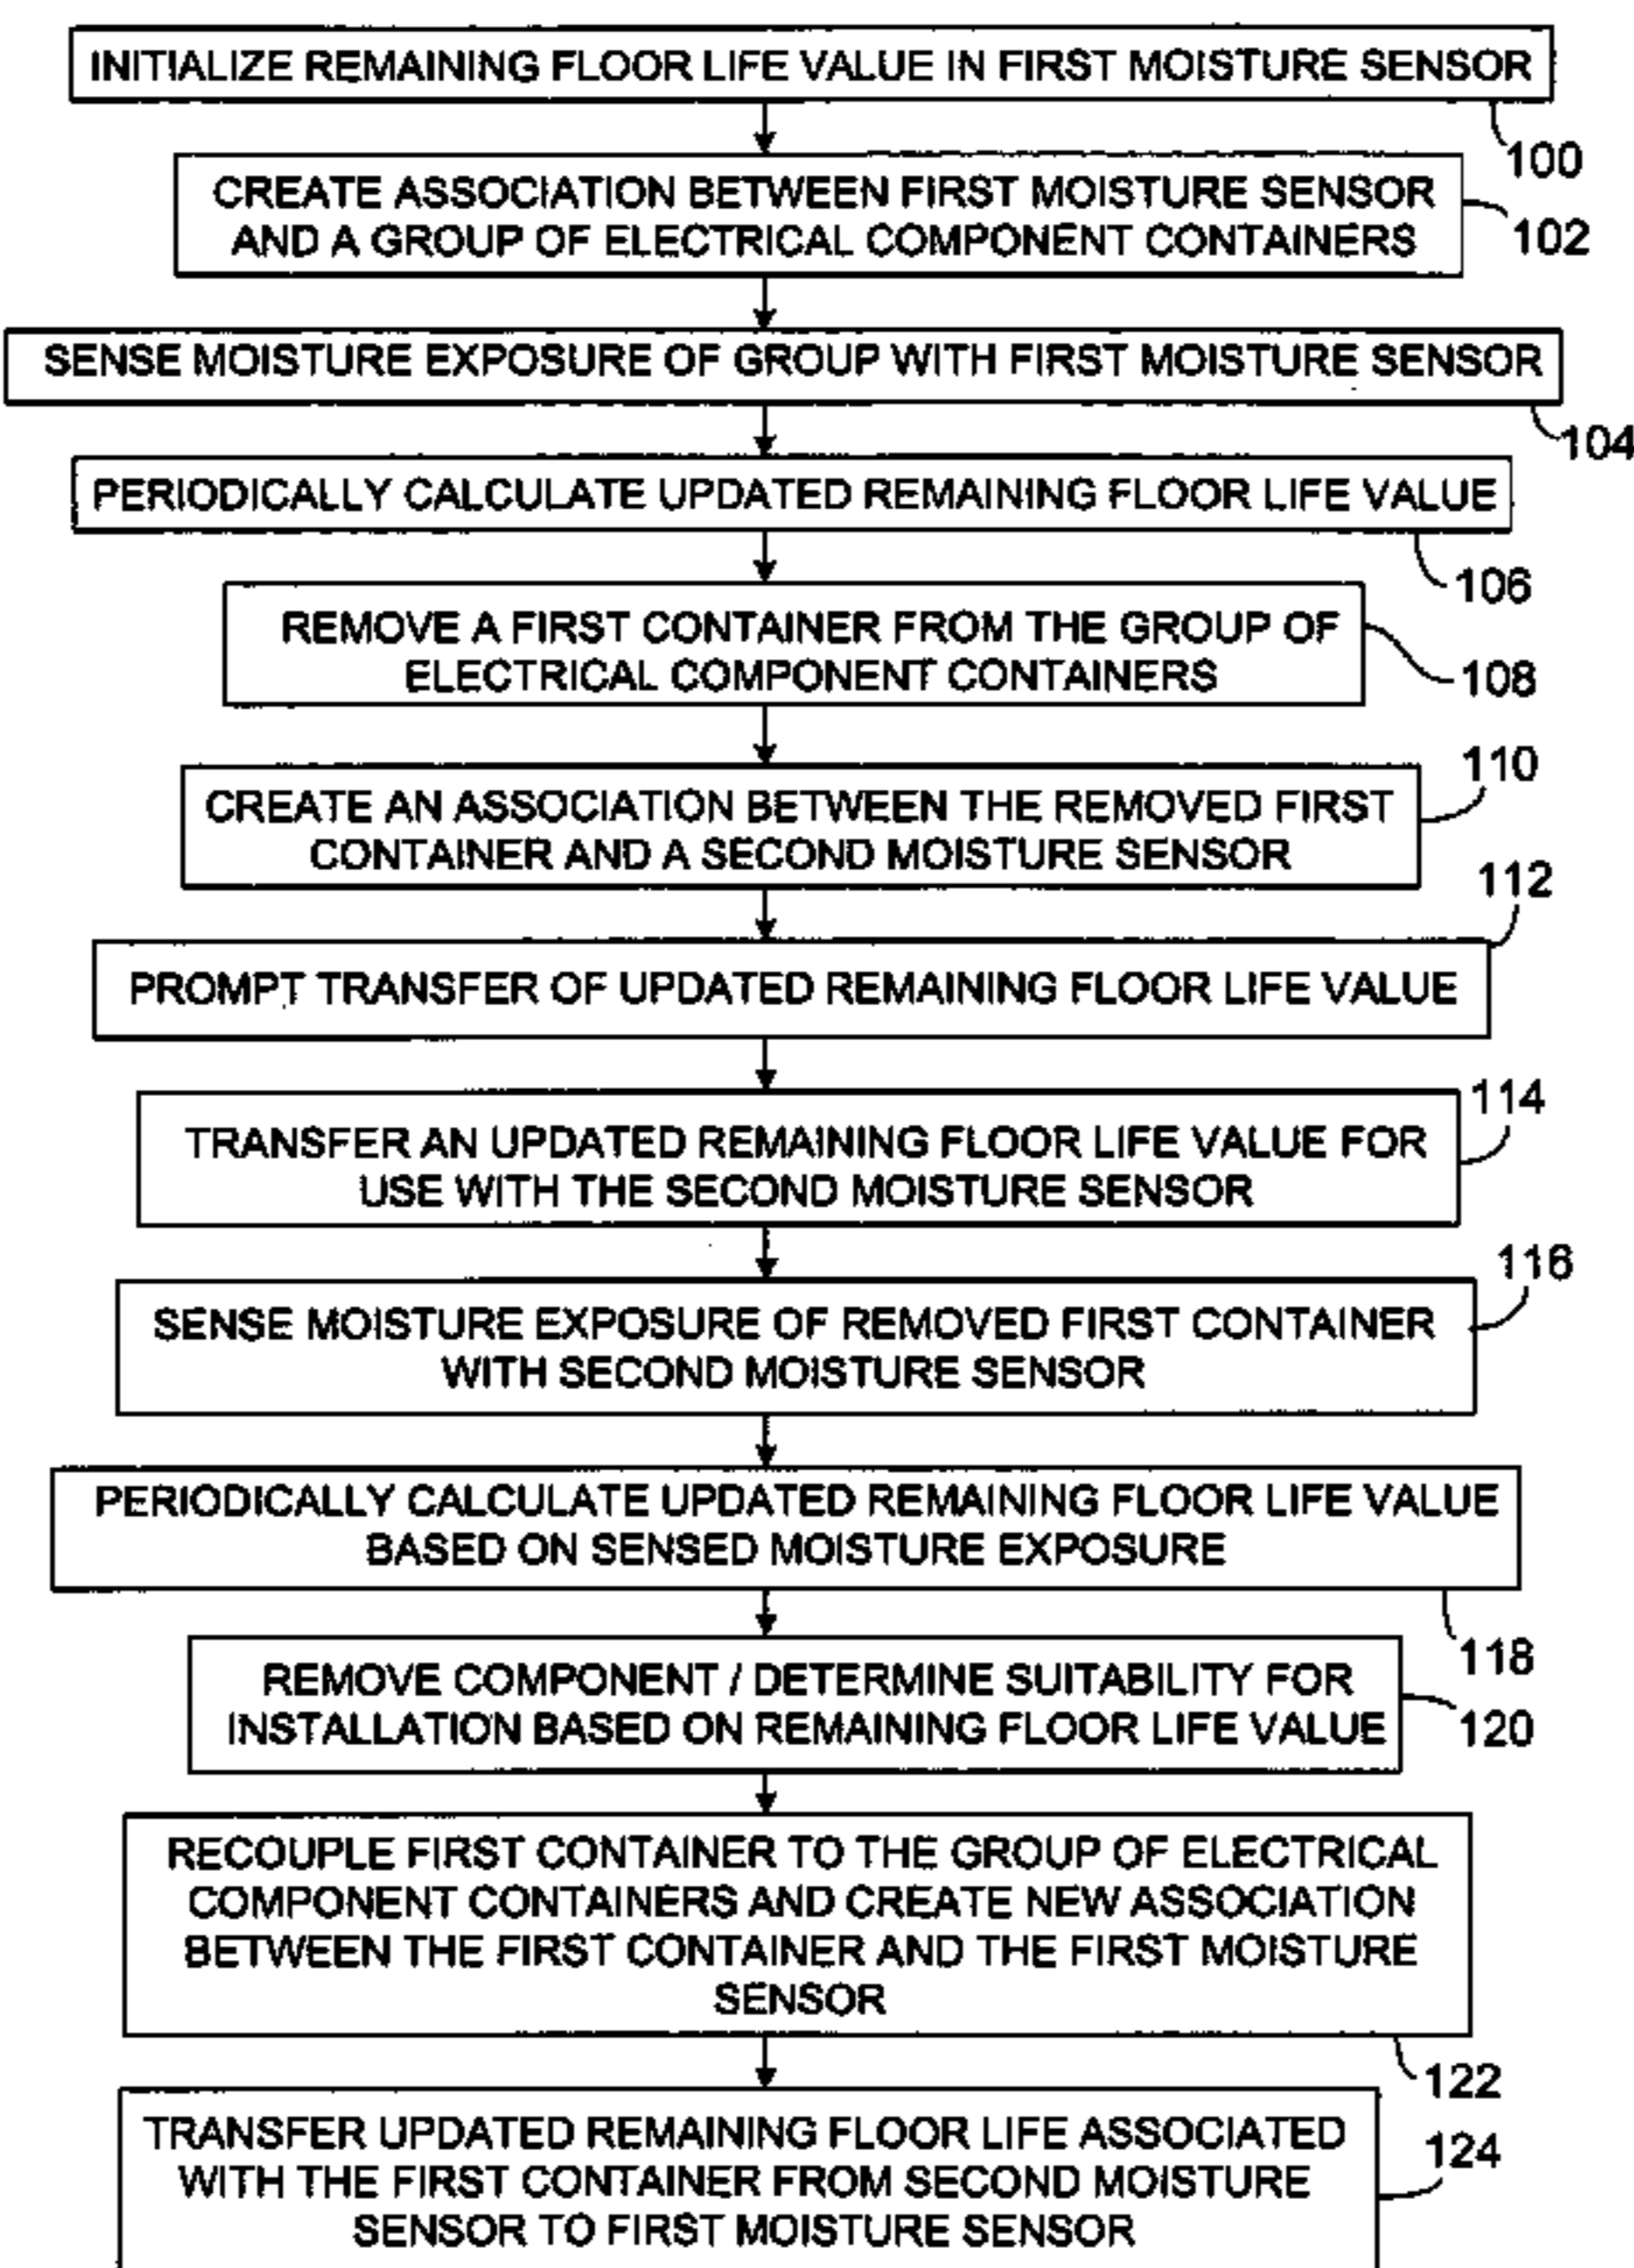 INITIALIZE REMAINING FLOOR LIFE VALUE IN FIRST MOISTURE SENSOR
100
CREATE ASSOCIATION BETWEEN FIRST MOISTURE SENSOR
AND A GROUP OF ELECTRICAL COMPONENT CONTAINERS
102
SENSE MOISTURE EXPOSURE OF GROUP WITH FIRST MOISTURE SENSOR
104
PERIODICALLY CALCULATE UPDATED REMAINING FLOOR LIFE VALUE
106
REMOVE A FIRST CONTAINER FROM THE GROUP OF
ELECTRICAL COMPONENT CONTAINERS
108
110
CREATE AN ASSOCIATION BETWEEN THE REMOVED FIRST
CONTAINER AND A SECOND MOISTURE SENSOR
112
PROMPT TRANSFER OF UPDATED REMAINING FLOOR LIFE VALUE
114
TRANSFER AN UPDATED REMAINING FLOOR LIFE VALUE FOR
USE WITH THE SECOND MOISTURE SENSOR
116
SENSE MOISTURE EXPOSURE OF REMOVED FIRST CONTAINER
WITH SECOND MOISTURE SENSOR
PERIODICALLY CALCULATE UPDATED REMAINING FLOOR LIFE VALUE
BASED ON SENSED MOISTURE EXPOSURE
118
REMOVE COMPONENT / DETERMINE SUITABILITY FOR
INSTALLATION BASED ON REMAINING FLOOR LIFE VALUE
120
RECOUPLE FIRST CONTAINER TO THE GROUP OF ELECTRICAL
COMPONENT CONTAINERS AND CREATE NEW ASSOCIATION
BETWEEN THE FIRST CONTAINER AND THE FIRST MOISTURE
SENSOR
122
TRANSFER UPDATED REMAINING FLOOR LIFE ASSOCIATED
WITH THE FIRST CONTAINER FROM SECOND MOISTURE
SENSOR TO FIRST MOISTURE SENSOR
124